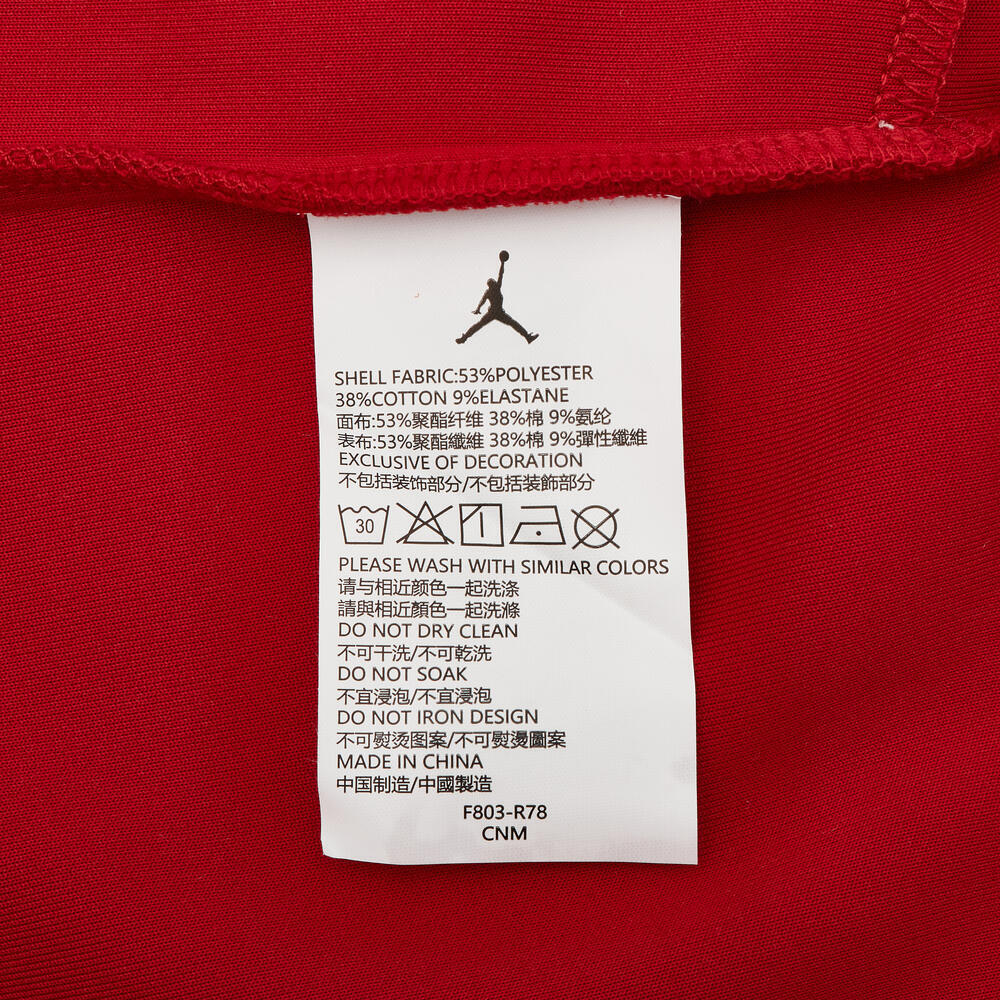 SHELL FABRIC:53%POLYESTER
38%COTTON 9%ELASTANE
面布:53%聚酯纤维 38%棉 9%氨纶
表布:53%聚酯纖維 38%棉 9%彈性纖維
EXCLUSIVE OF DECORATION
不包括装饰部分/不包括装飾部分
30
PLEASE WASH WITH SIMILAR COLORS
请与相近颜色一起洗涤
請與相近顏色一起洗滌
DO NOT DRY CLEAN
不可干洗/不可乾洗
DO NOT SOAK
不宜浸泡/不宜浸泡
DO NOT IRON DESIGN
不可熨烫图案/不可熨燙圖案
MADE IN CHINA
中国制造/中國製造
F803-R78
CNM